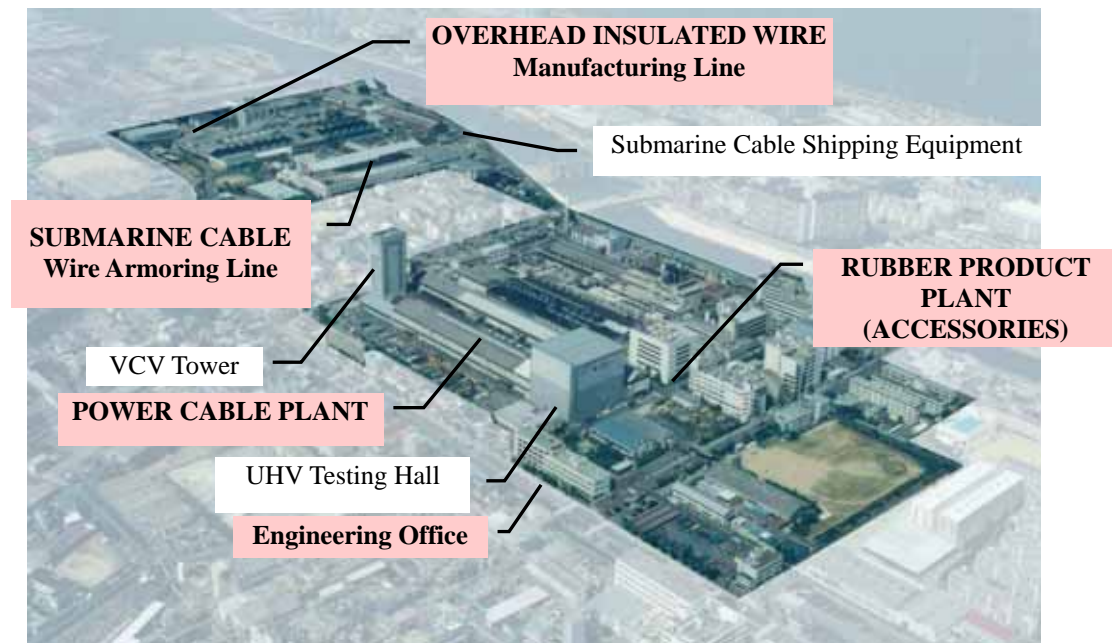 OVERHEAD INSULATED WIRE
Manufacturing Line
Submarine Cable Shipping Equipment
SUBMARINE CABLE
Wire Armoring Line
RUBBER PRODUCT
PLANT
(ACCESSORIES)
VCV Tower
POWER CABLE PLANT
UHV Testing Hall
Engineering Office